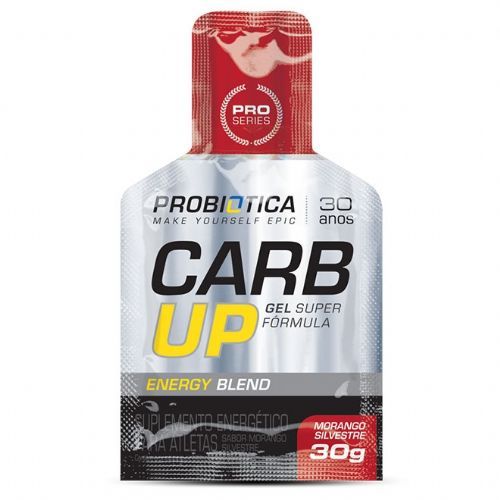 PRO
SERIES
PROBIOTICA
MAKE YOURSELF EPIC
30
anos
CARB
UP
GEL SUPER
FÓRMULA
ENERGY BLEND
SUPLEMENTO ENERGÉTICO
PARA ATLETAS SABOR MORANGO
SILVESTRE
MORANGO
SILVESTRE
30g